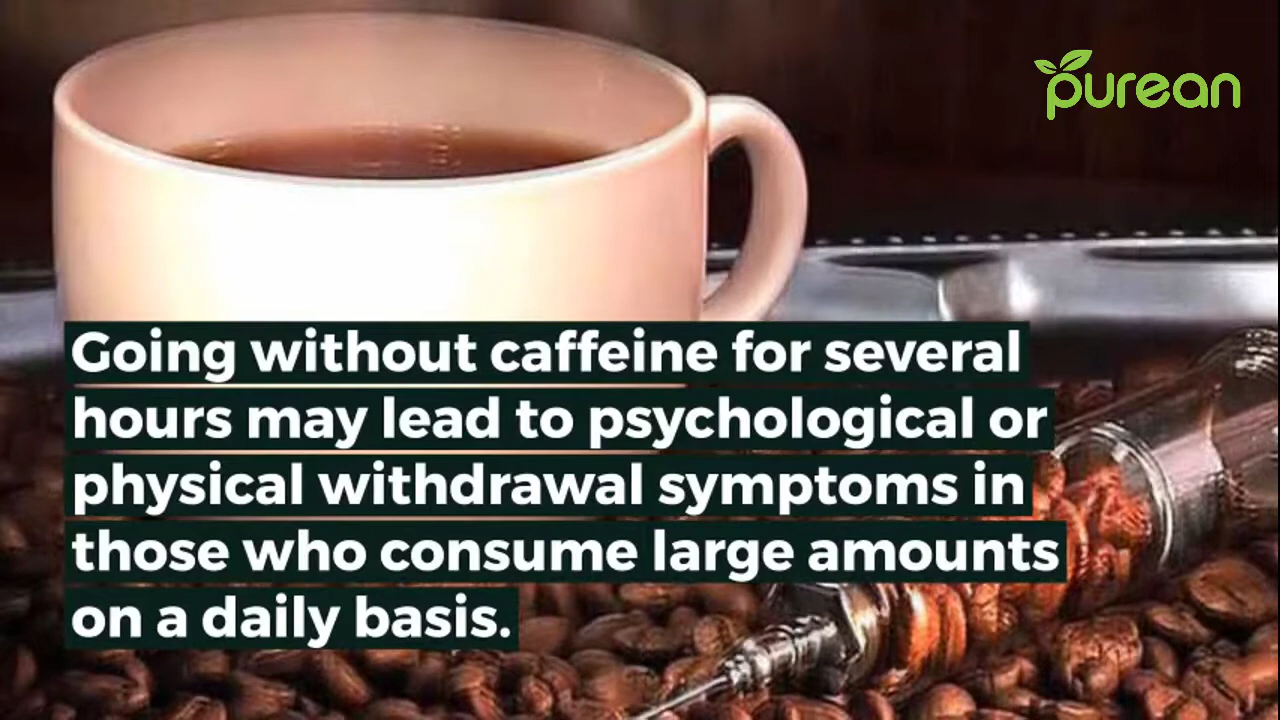 purean
Going without caffeine for several
hours may lead to psychological or
physical withdrawal symptoms in
those who consume large amounts
on a daily basis.